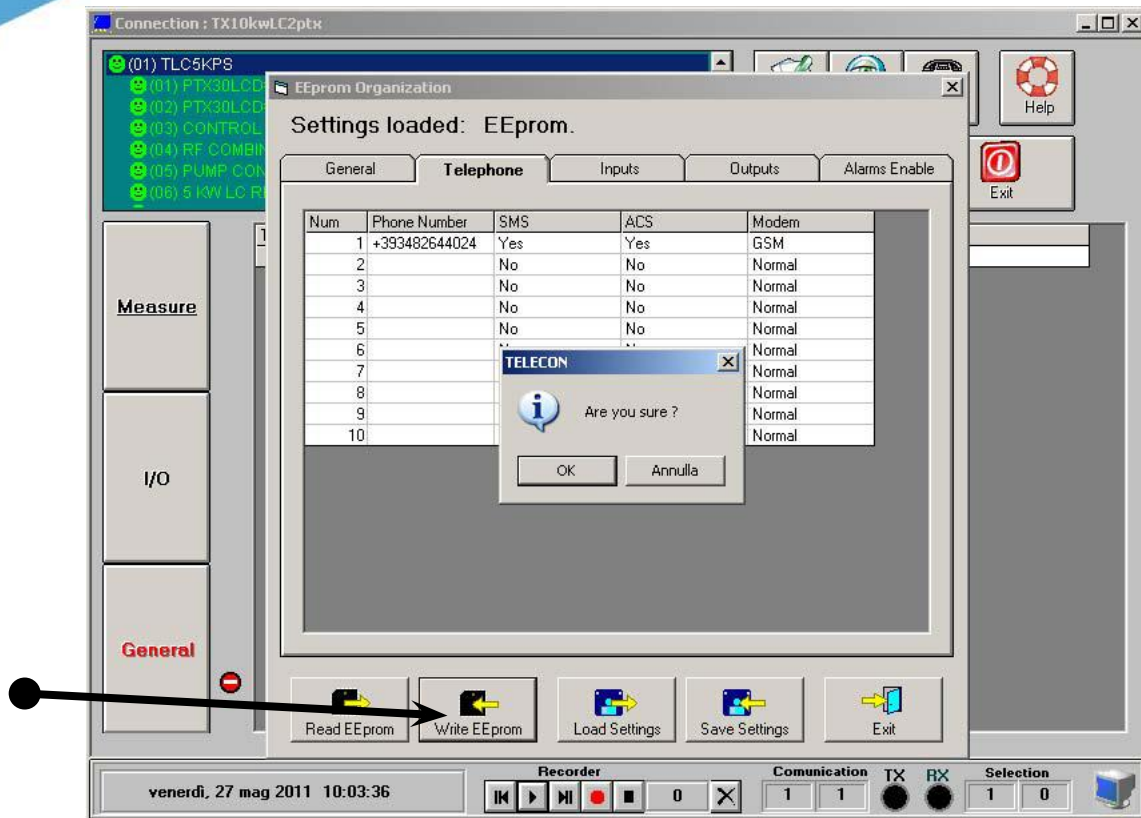 Connection : TX10kwLC2ptx
(01) TLC5KPS
(01) PTX30LCD
(02) PTX30LCD
(03) CONTROL
(04) RF COMBIN
(05) PUMP CON
(06) 5 KW LC
Help
Exit
EEprom Organization
Settings loaded: EEprom.
General Telephone Inputs Outputs Alarms Enable
Num Phone Number SMS ACS Modem
1 +393482644024 Yes Yes GSM
2 No No Normal
3 No No Normal
4 No No Normal
5 No No Normal
6 Normal
7 Normal
8 Normal
9 Normal
10 Normal
TELECON
Are you sure ?
OK Annulla
Measure
I/O
General
Read EEprom Write EEprom Load Settings Save Settings Exit
venerdì, 27 mag 2011 10:03:36
Recorder
0
Comunication TX RX Selection
1 1 1 0